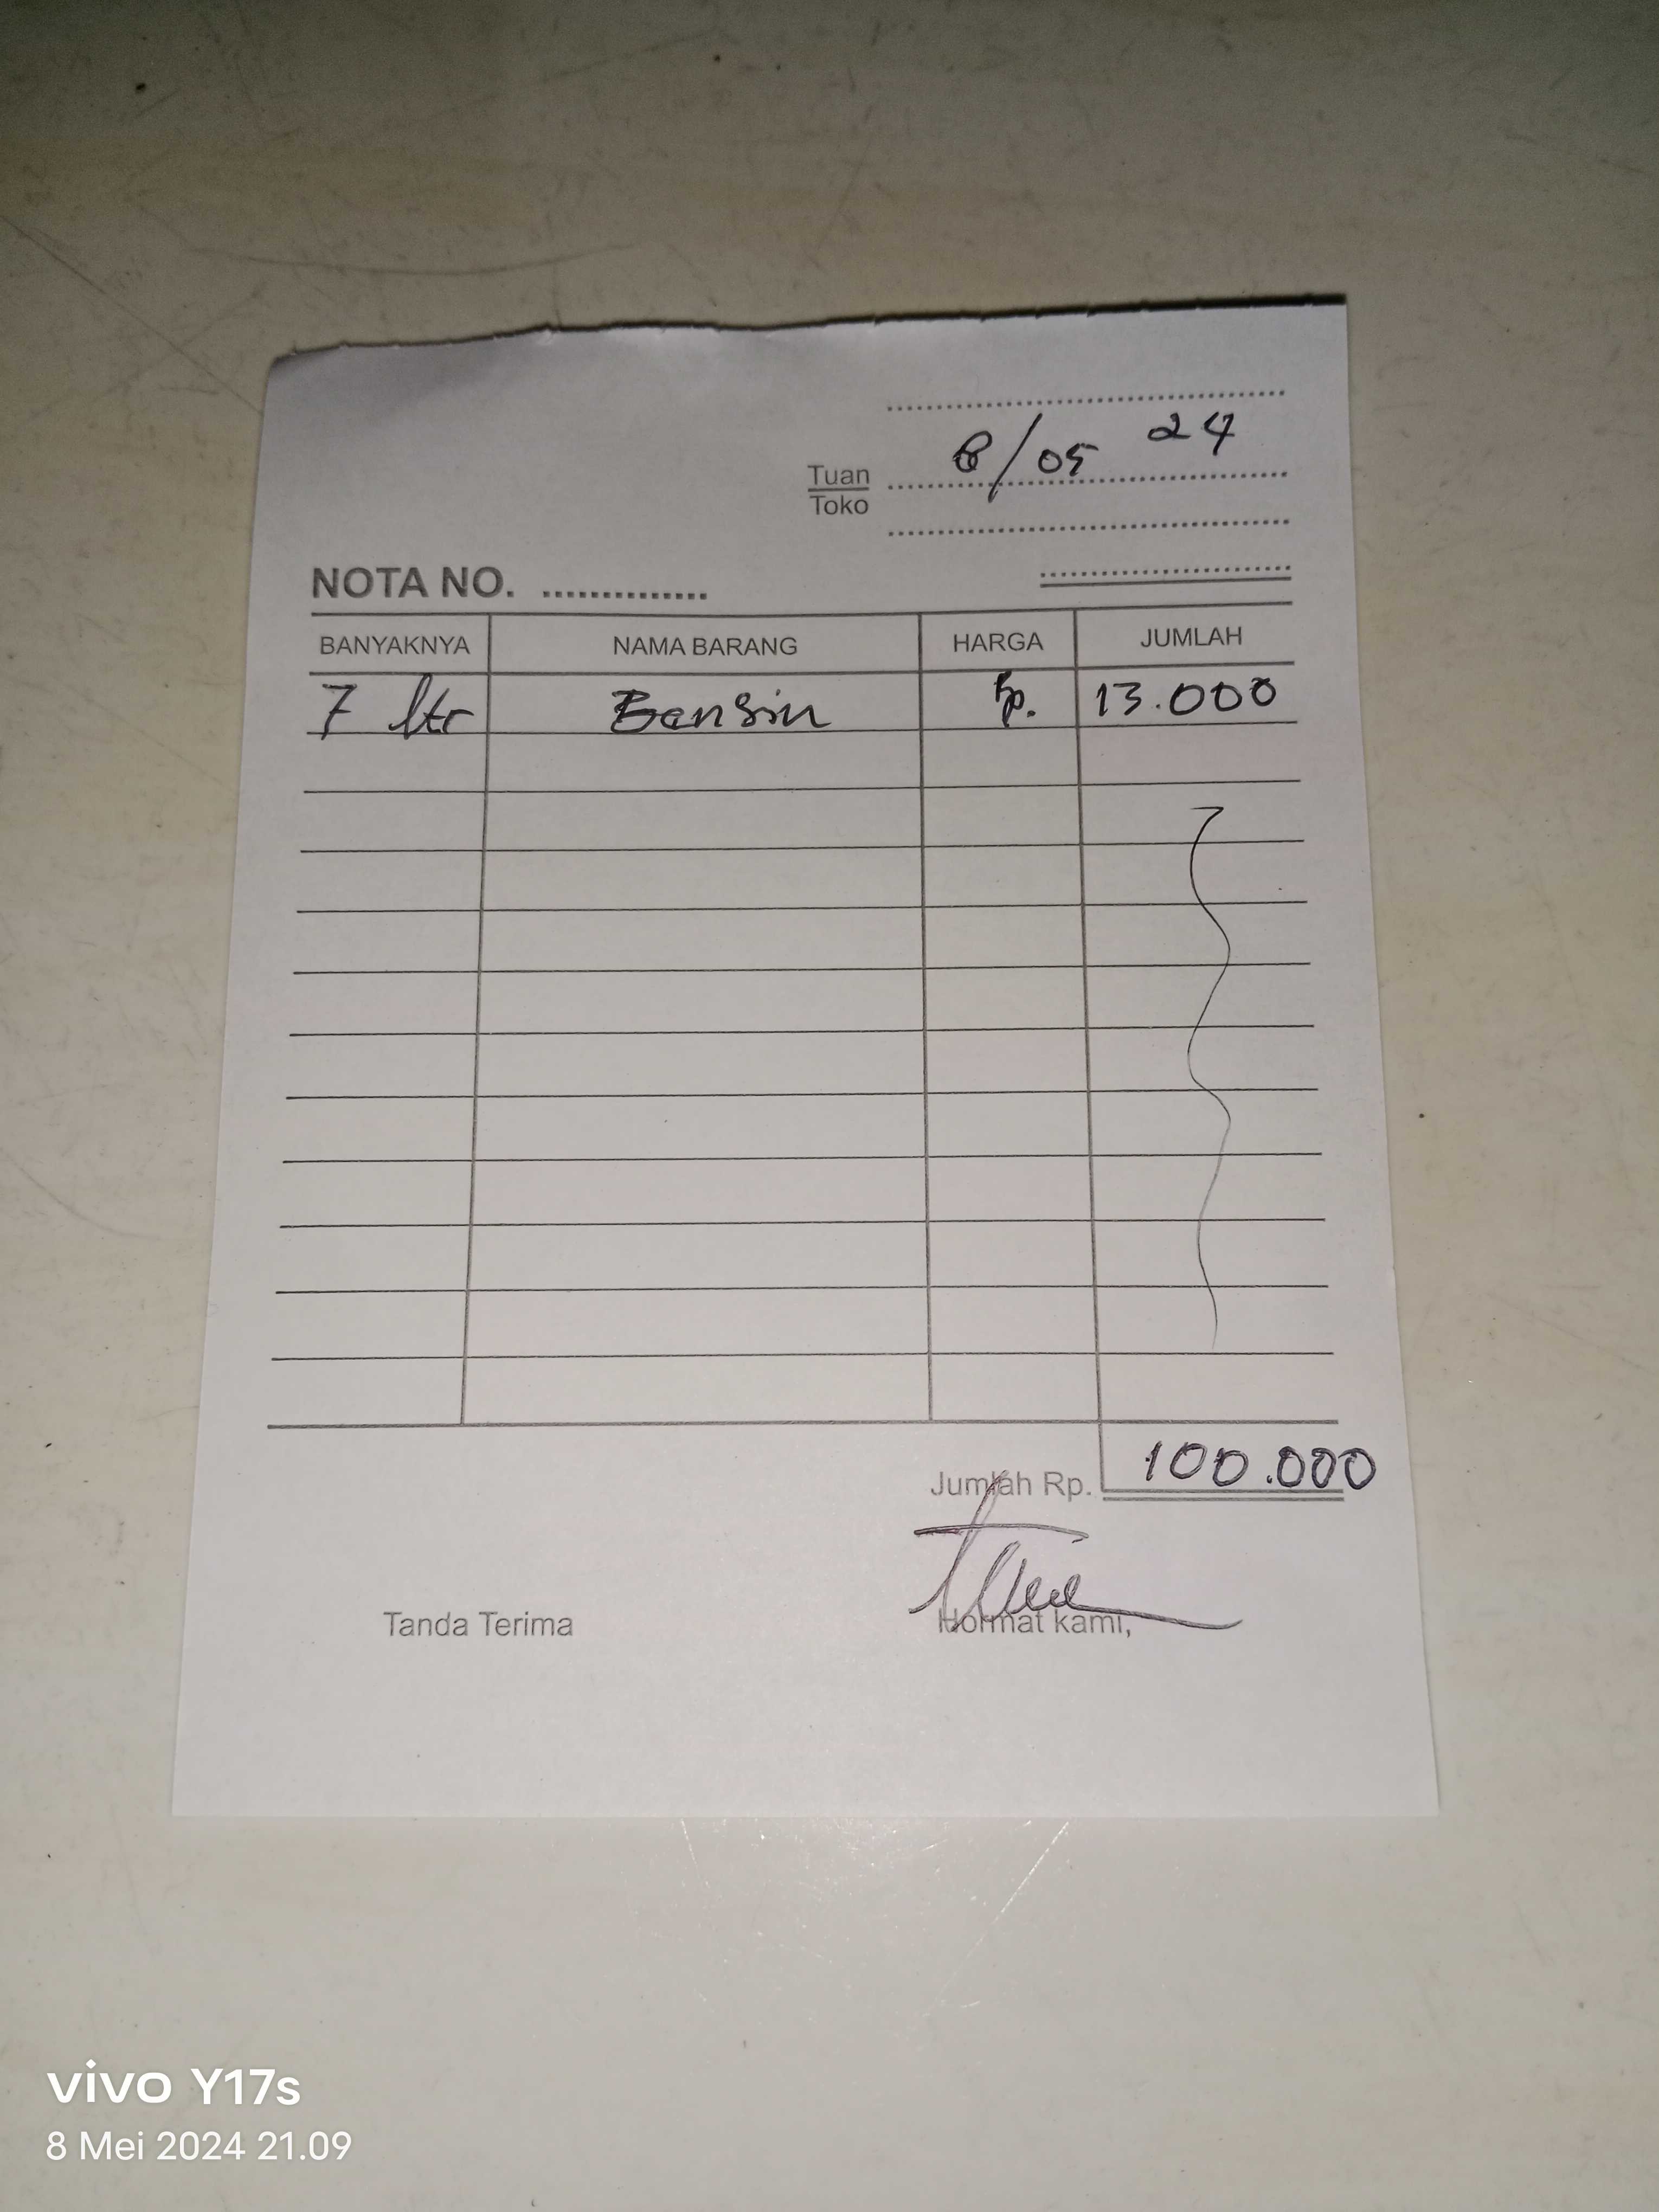 8/05 24
Tuan
Toko
NOTA NO. ..............
BANYAKNYA NAMA BARANG HARGA JUMLAH
7 ltr Bensin Rp. 13.000
Jumlah Rp. 100.000
Tanda Terima Hormat kami,
vivo Y17s
8 Mei 2024 21.09